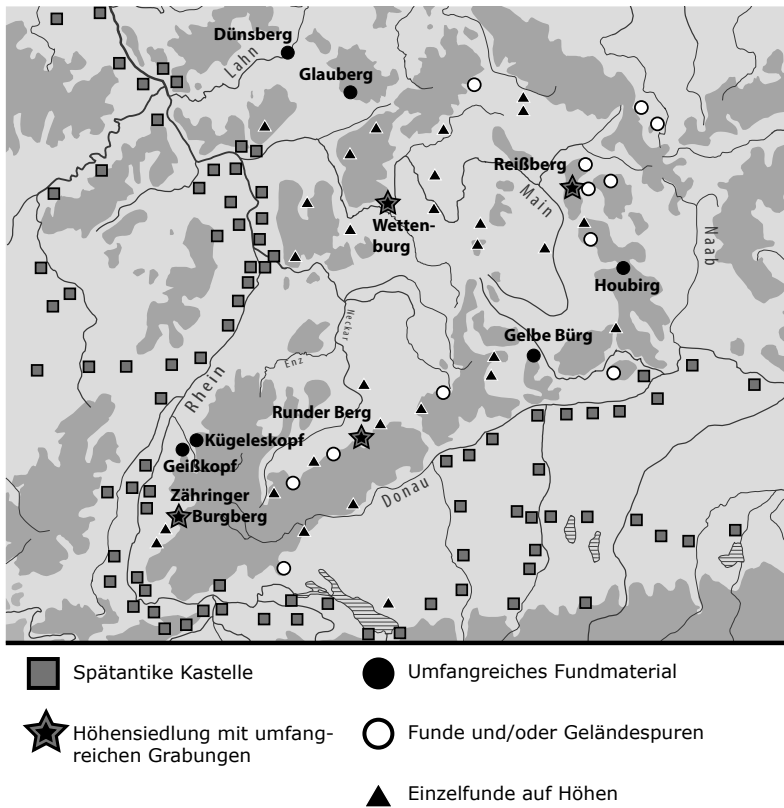 Dünsberg
Lahn
Glauberg
Reißberg
Main
Wetten-
burg
Naab
Houbirg
Neckar
Gelbe Bürg
Enz
Rhein
Runder Berg
Kügeleskopf
Geißkopf
Zähringer
Burgberg
Donau
Spätantike Kastelle
Umfangreiches Fundmaterial
Höhensiedlung mit umfang-
reichen Grabungen
Funde und/oder Geländespuren
Einzelfunde auf Höhen